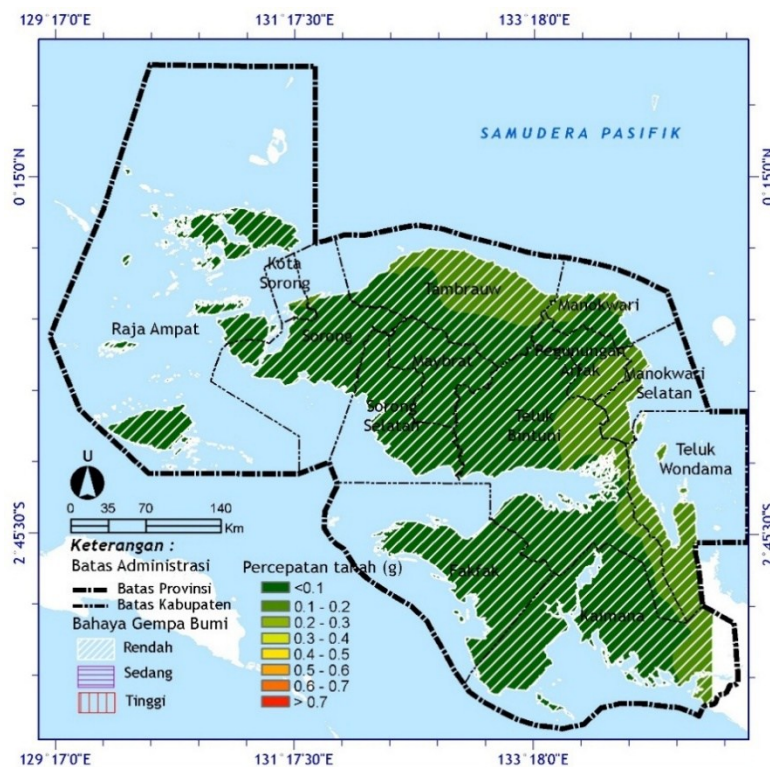 129°17'0"E 131°17'30"E 133°18'0"E
SAMUDERA PASIFIK
0°15'0"N 0°15'0"N
Kota
Sorong
Tambrauw
Manokwari
Raja Ampat
Sorong
Maybrat
Pegunungan
Arfak
Manokwari
Selatan
Sorong
Selatan
Teluk
Bintuni
Teluk
Wondama
U
0 35 70 140
Km
2°45'30"S 2°45'30"S
Fakfak
Kaimana
Keterangan :
Batas Administrasi
Batas Provinsi
Batas Kabupaten
Bahaya Gempa Bumi
Rendah
Sedang
Tinggi
Percepatan tanah (g)
<0.1
0.1 - 0.2
0.2 - 0.3
0.3 - 0.4
0.4 - 0.5
0.5 - 0.6
0.6 - 0.7
> 0.7
129°17'0"E 131°17'30"E 133°18'0"E